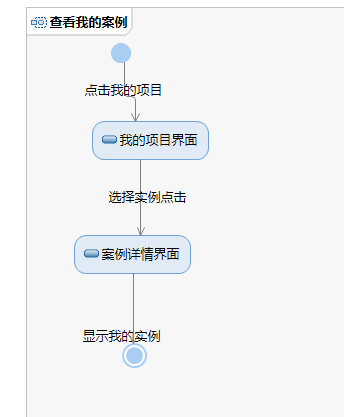 查看我的案例
点击我的项目
我的项目界面
选择实例点击
案例详情界面
显示我的实例